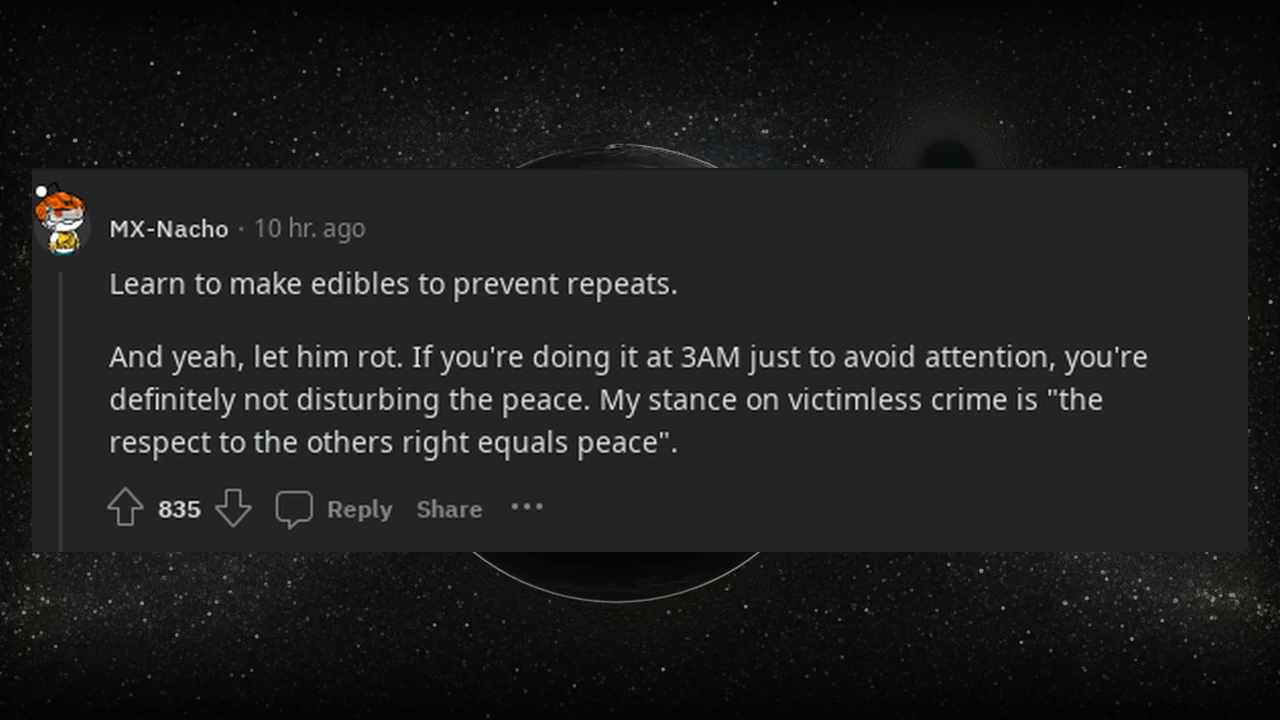 MX-Nacho · 10 hr. ago
Learn to make edibles to prevent repeats.
And yeah, let him rot. If you're doing it at 3AM just to avoid attention, you're
definitely not disturbing the peace. My stance on victimless crime is "the
respect to the others right equals peace".
835 Reply Share •••